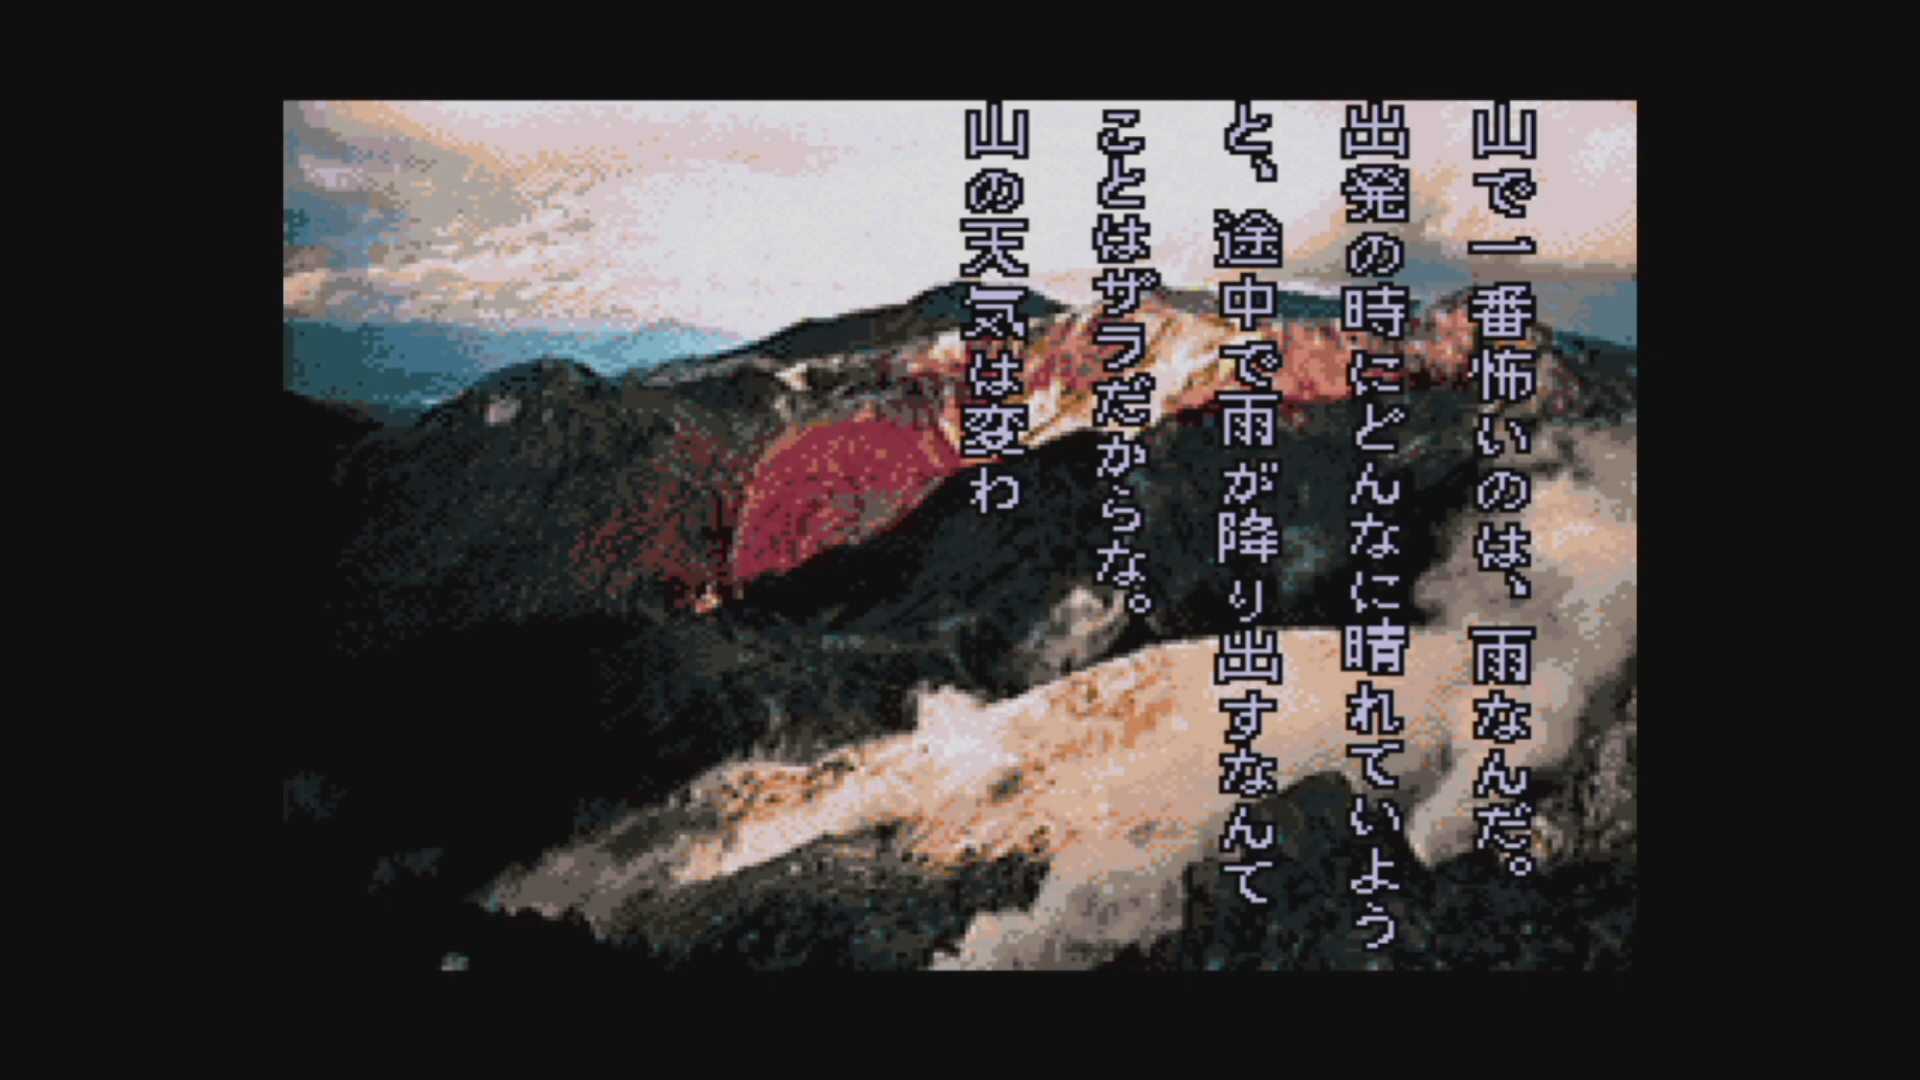 山で一番怖いのは、雨なんだ。
出発の時にどんなに晴れていよう
と、途中で雨が降り出すなんて
ことはザラだからな。
山の天気は変わ